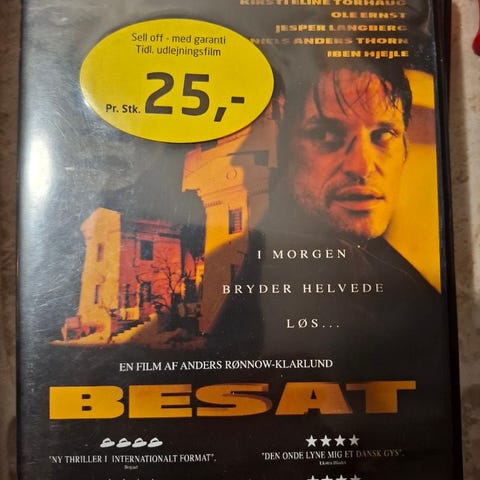 KIRSTI ELINE TORHAUG
OLE ERNST
JESPER LANGBERG
NIELS ANDERS THORN
IBEN HJEJLE
Sell off - med garanti
Tidl. udlejningsfilm
Pr. Stk. 25,-
I MORGEN
BRYDER HELVEDE
LØS...
EN FILM AF ANDERS RØNNOW-KLARLUND
BESAT
"NY THRILLER I INTERNATIONALT FORMAT".
"DEN ONDE LYNE MIG ET DANSK GYS".
Ekstra Bladet